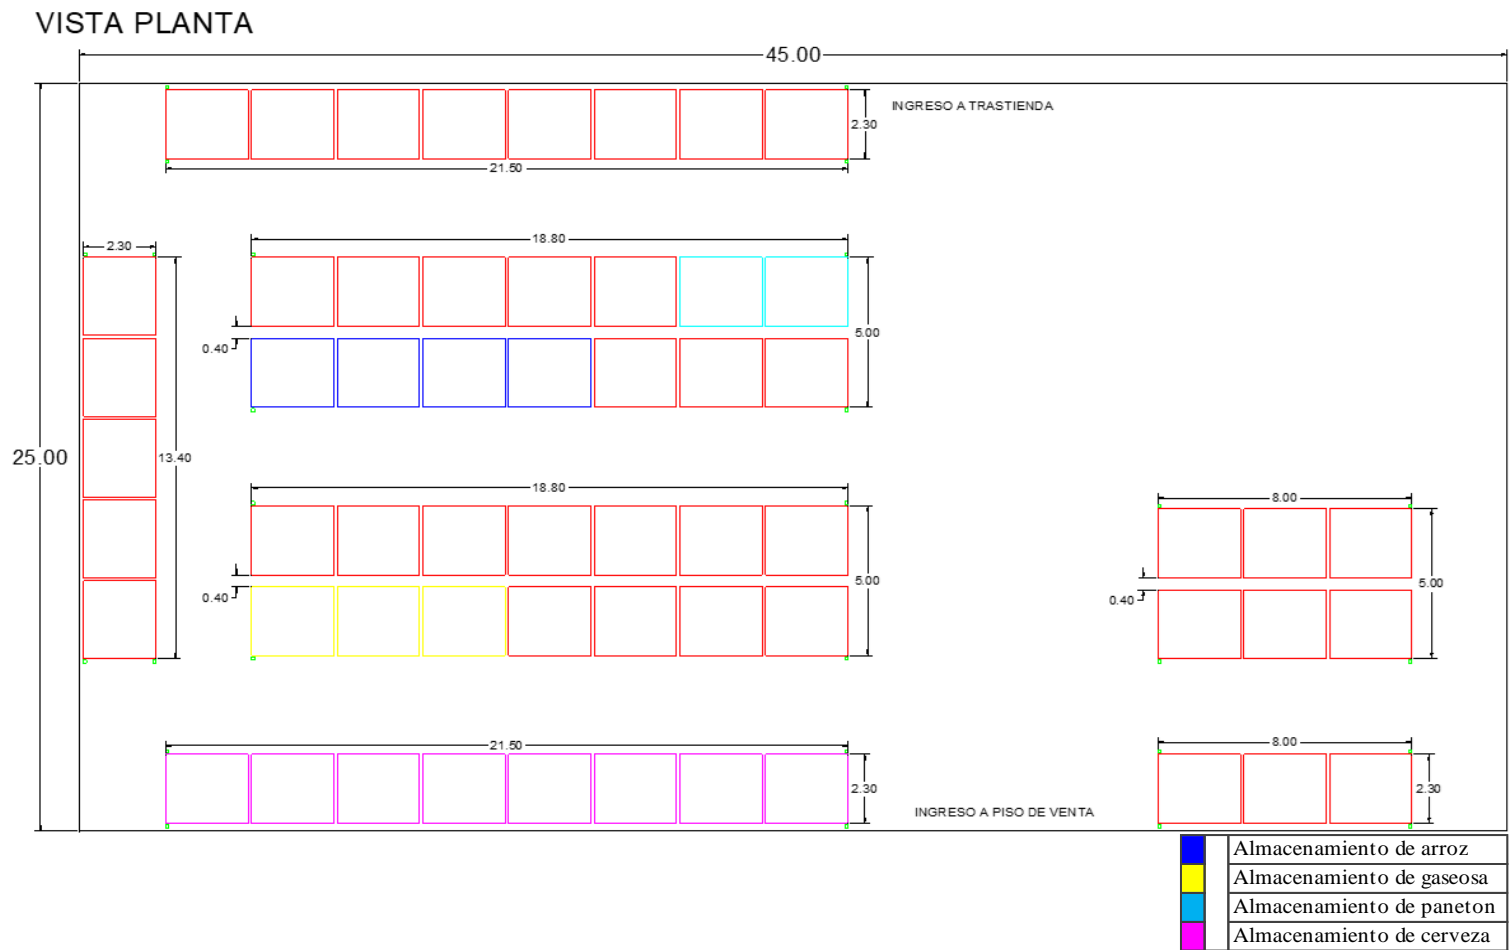 VISTA PLANTA
45.00
INGRESO A TRASTIENDA
2.30
21.50
2.30
18.80
0.40
5.00
25.00
13.40
18.80
8.00
0.40
5.00
0.40
5.00
21.50
8.00
2.30
2.30
INGRESO A PISO DE VENTA
Almacenamiento de arroz
Almacenamiento de gaseosa
Almacenamiento de paneton
Almacenamiento de cerveza